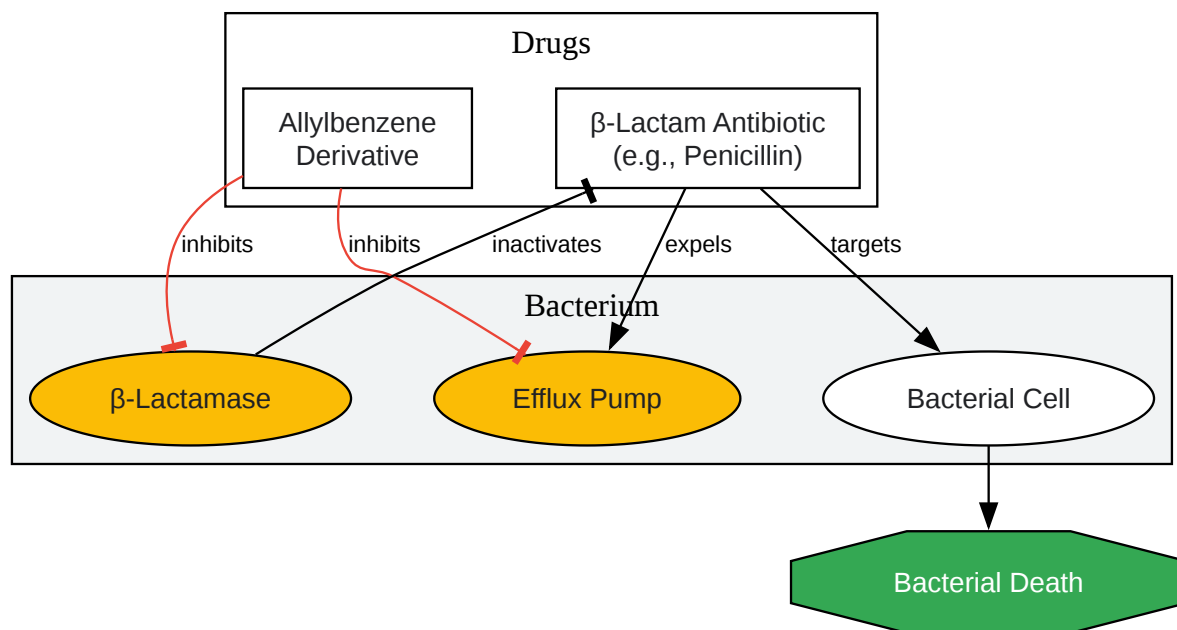 Drugs
Allylbenzene
Derivative
β-Lactam Antibiotic
(e.g., Penicillin)
inhibits
inhibits
inactivates
expels
targets
Bacterium
β-Lactamase
Efflux Pump
Bacterial Cell
Bacterial Death